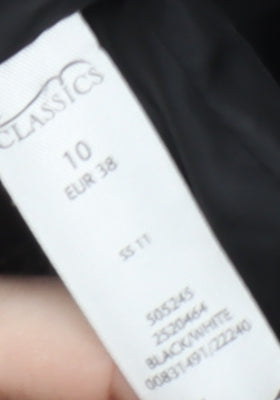 CLASSICS
10
EUR 38
SS 11
505245
2520464
BLACK/WHITE
00831491/22240